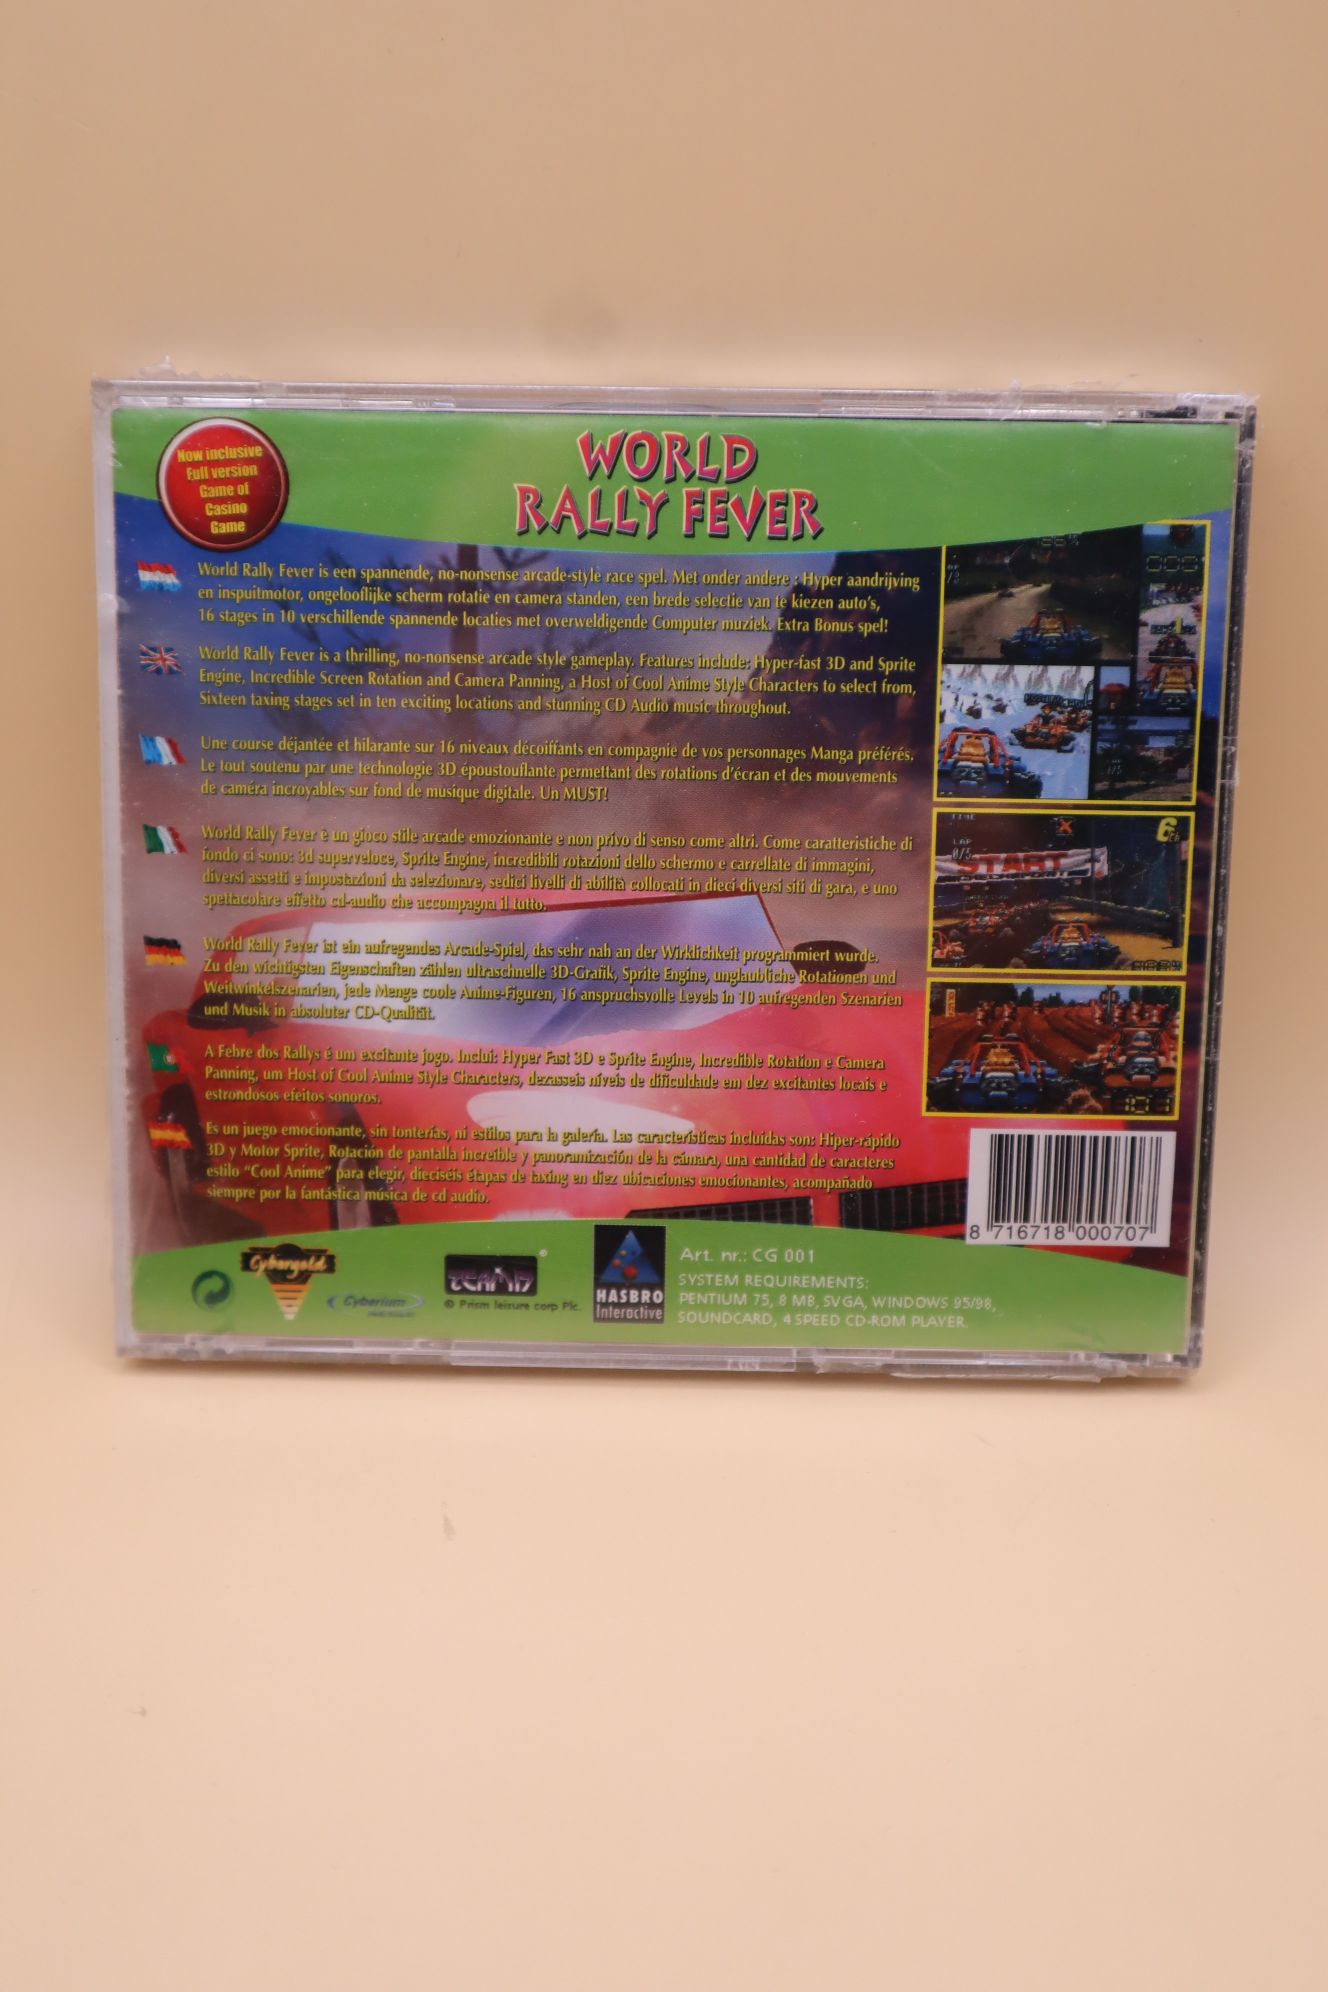 Now inclusive
Full version
Game of
Casino
Game
WORLD
RALLY FEVER
World Rally Fever is een spannende, no-nonsense arcade-style race spel. Met onder andere : Hyper aandrijving
en inspuitmotor, ongelooflijke scherm rotatie en camera standen, een brede selectie van te kiezen auto's,
16 stages in 10 verschillende spannende locaties met overweldigende Computer muziek. Extra Bonus spel!
World Rally Fever is a thrilling, no-nonsense arcade style gameplay. Features include: Hyper-fast 3D and Sprite
Engine, Incredible Screen Rotation and Camera Panning, a Host of Cool Anime Style Characters to select from,
Sixteen taxing stages set in ten exciting locations and stunning CD Audio music throughout.
Une course déjantée et hilarante sur 16 niveaux décoiffants en compagnie de vos personnages Manga préférés.
Le tout soutenu par une technologie 3D époustouflante permettant des rotations d'écran et des mouvements
de caméra incroyables sur fond de musique digitale. Un MUST!
World Rally Fever è un gioco stile arcade emozionante e non privo di senso come altri. Come caratteristiche di
fondo ci sono: 3d superveloce, Sprite Engine, incredibili rotazioni dello schermo e carrellate di immagini,
diversi assetti e impostazioni da selezionare, sedici livelli di abilità collocati in dieci diversi siti di gara, e uno
spettacolare effetto cd-audio che accompagna il tutto.
World Rally Fever ist ein aufregendes Arcade-Spiel, das sehr nah an der Wirklichkeit programmiert wurde.
Zu den wichtigsten Eigenschaften zählen ultraschnelle 3D-Grafik, Sprite Engine, unglaubliche Rotationen und
Weitwinkelszenarien, jede Menge coole Anime-Figuren, 16 anspruchsvolle Levels in 10 aufregenden Szenarien
und Musik in absoluter CD-Qualität.
A Febre dos Rallys é um excitante jogo. Inclui: Hyper Fast 3D e Sprite Engine, Incredible Rotation e Camera
Panning, um Host of Cool Anime Style Characters, dezasseis níveis de dificuldade em dez excitantes locais e
estrondosos efeitos sonoros.
Es un juego emocionante, sin tonterías, ni estilos para la galería. Las características incluidas son: Hiper-rápido
3D y Motor Sprite, Rotación de pantalla increíble y panoramización de la cámara, una cantidad de caracteres
estilo "Cool Anime" para elegir, dieciséis étapas de taxing en diez ubicaciones emocionantes, acompañado
siempre por la fantástica música de cd audio.
TIME
LAP
0/5
6th
START
8 716718 000707
Cybergold
Cyberium
TEAM17 ®
© Prism leisure corp Plc.
HASBRO
Interactive
Art. nr.: CG 001
SYSTEM REQUIREMENTS:
PENTIUM 75, 8 MB, SVGA, WINDOWS 95/98,
SOUNDCARD, 4 SPEED CD-ROM PLAYER.